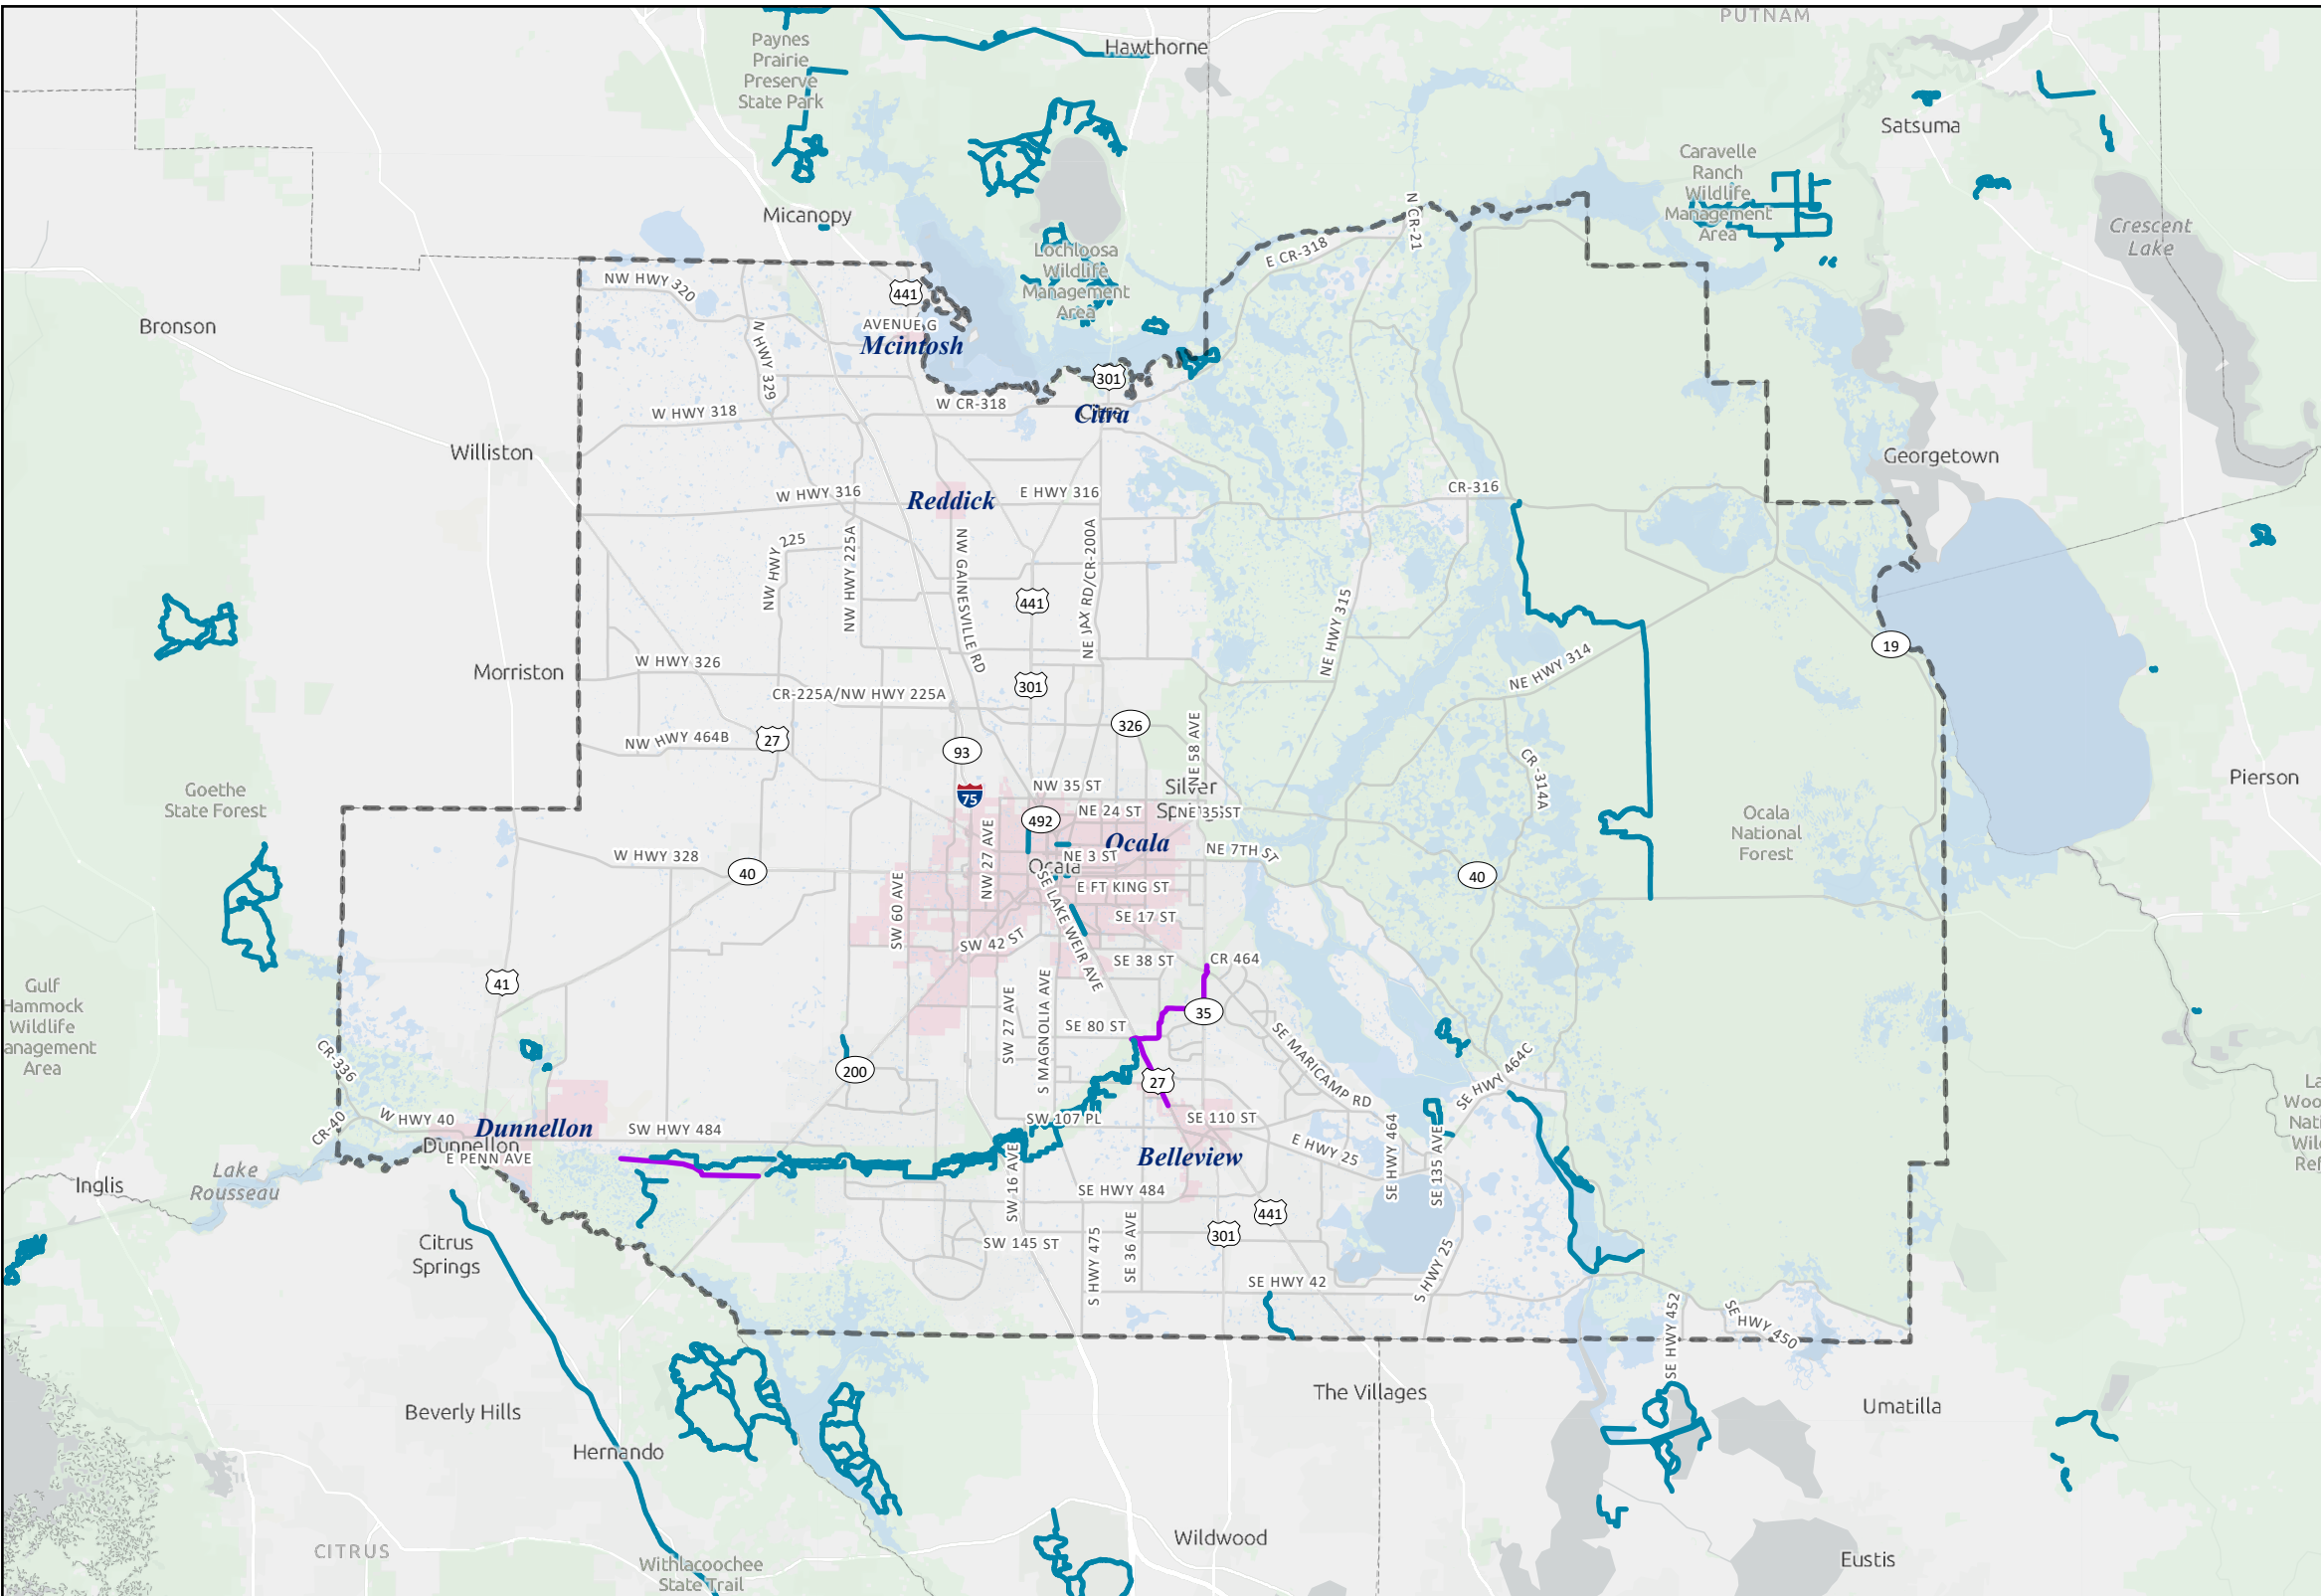 PUTNAM
Paynes
Prairie
Preserve
State Park
Hawthorne
Satsuma
Caravelle
Ranch
Wildlife
Management
Area
Micanopy
Crescent
Lake
N CR-21
E CR-318
Lochloosa
Wildlife
Management
Area
NW HWY 320
441
AVENUE G
Mcintosh
Bronson
N HWY 329
301
W CR-318
W HWY 318
Citra
Williston
Georgetown
CR-316
W HWY 316
Reddick
E HWY 316
NW HWY 225
NW HWY 225A
NW GAINESVILLE RD
NE JAX RD/CR-200A
441
NE HWY 315
19
NE HWY 314
W HWY 326
Morriston
301
CR-225A/NW HWY 225A
326
NE 58 AVE
NW HWY 464B
27
93
CR-314A
Pierson
Goethe
State Forest
75
NW 35 ST
Silver
NE 35 ST
NE 24 ST
492
Ocala
National
Forest
NW 27 AVE
Ocala
NE 3 ST
NE 7TH ST
Ocala
W HWY 328
40
40
SW 60 AVE
E FT KING ST
SE LAKE WEIR AVE
SE 17 ST
SW 42 ST
SE 38 ST
CR 464
41
Gulf
Hammock
Wildlife
anagement
Area
SW 27 AVE
S MAGNOLIA AVE
35
SE 80 ST
SE MARICAMP RD
CR-336
200
27
SE HWY 464C
CR-40
W HWY 40
Dunnellon
Dunnellon
E PENN AVE
SW HWY 484
SW 107 PL
SE 110 ST
Belleview
E HWY 25
SE HWY 464
SE 135 AVE
Lake
Rousseau
Inglis
SW 16 AVE
SE HWY 484
441
301
SW 145 ST
S HWY 475
SE 36 AVE
S HWY 25
SE HWY 42
Citrus
Springs
SE HWY 452
SE HWY 450
The Villages
Umatilla
Beverly Hills
Hernando
CITRUS
Withlacoochee
State Trail
Wildwood
Eustis